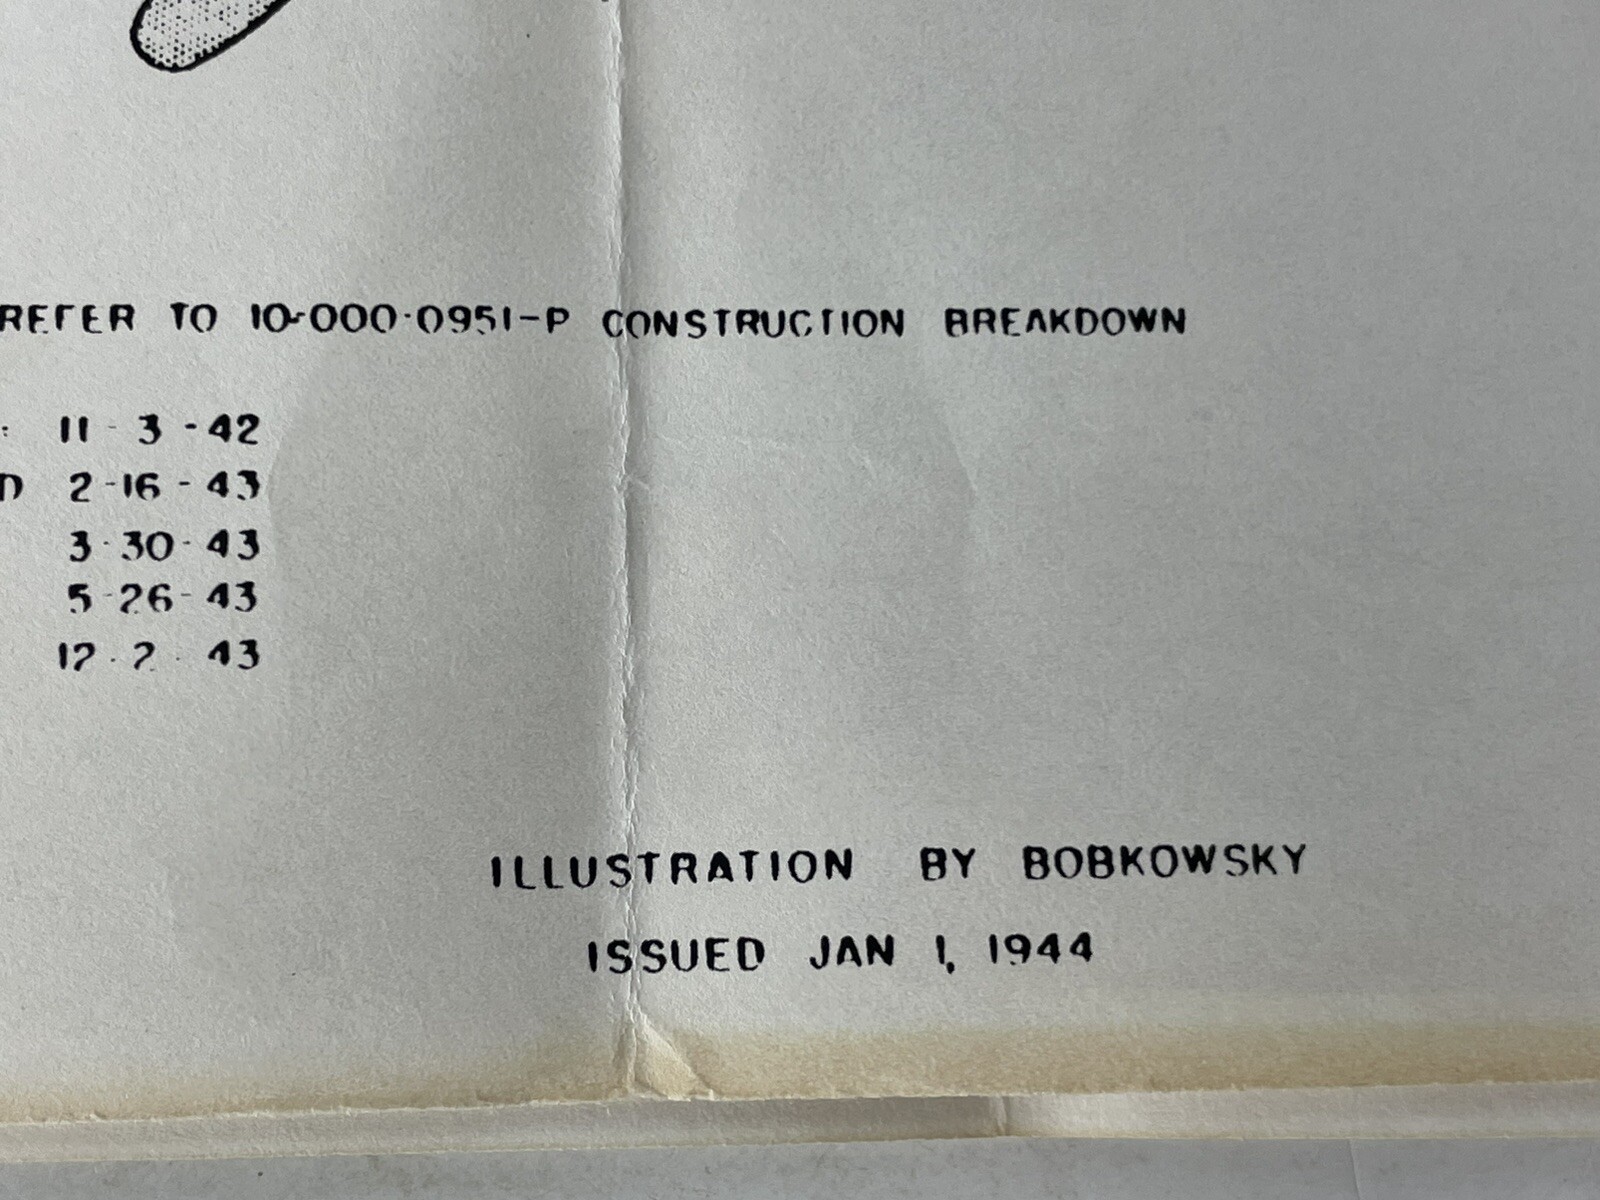 REFER TO 10-000-0951-P CONSTRUCTION BREAKDOWN
: 11-3-42
D 2-16-43
3-30-43
5-26-43
12-2-43
ILLUSTRATION BY BOBKOWSKY
ISSUED JAN 1, 1944